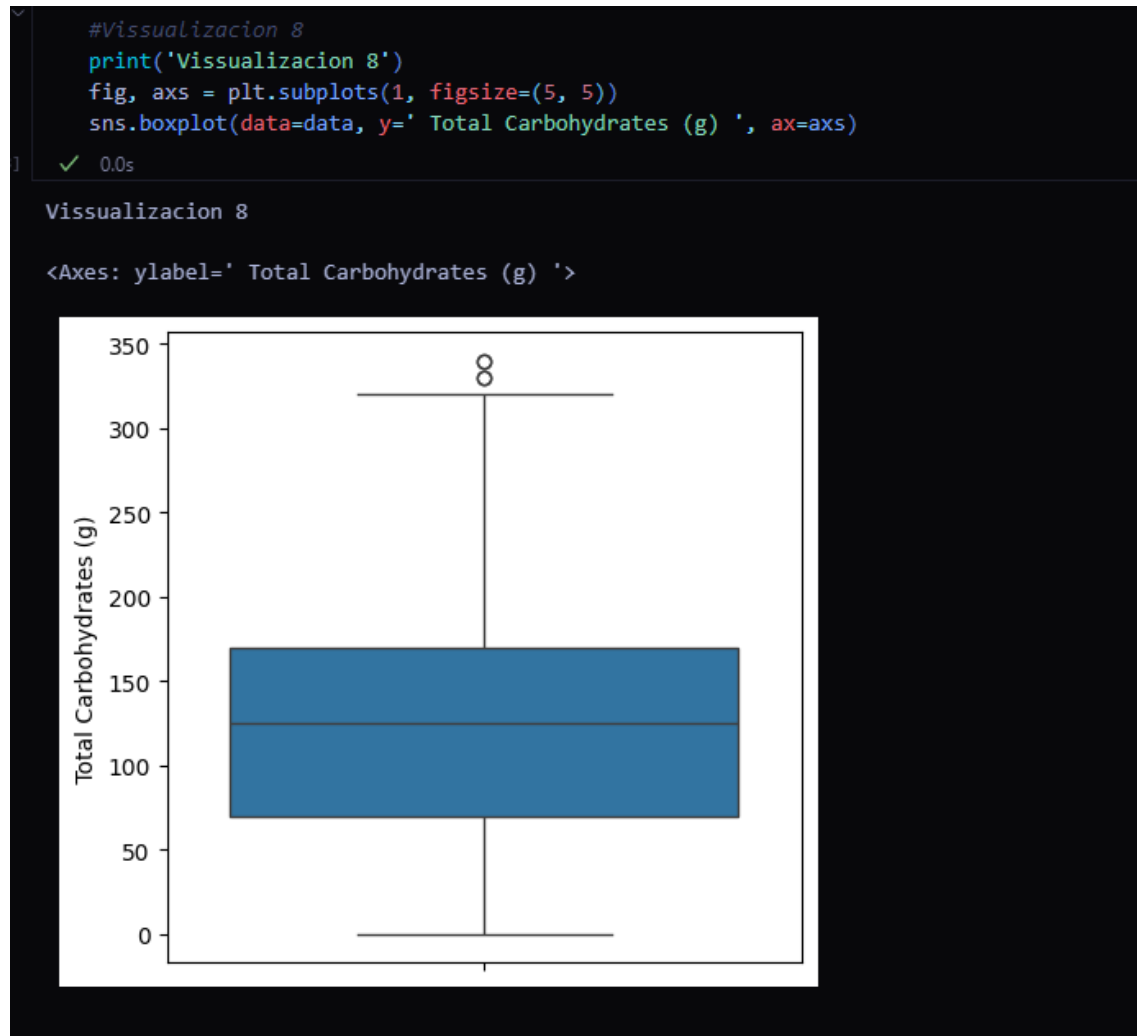 #Vissualizacion 8
print('Vissualizacion 8')
fig, axs = plt.subplots(1, figsize=(5, 5))
sns.boxplot(data=data, y=' Total Carbohydrates (g) ', ax=axs)
]
✓ 0.0s
Vissualizacion 8
<Axes: ylabel=' Total Carbohydrates (g) '>
350
300
250
200
150
100
50
0
Total Carbohydrates (g)